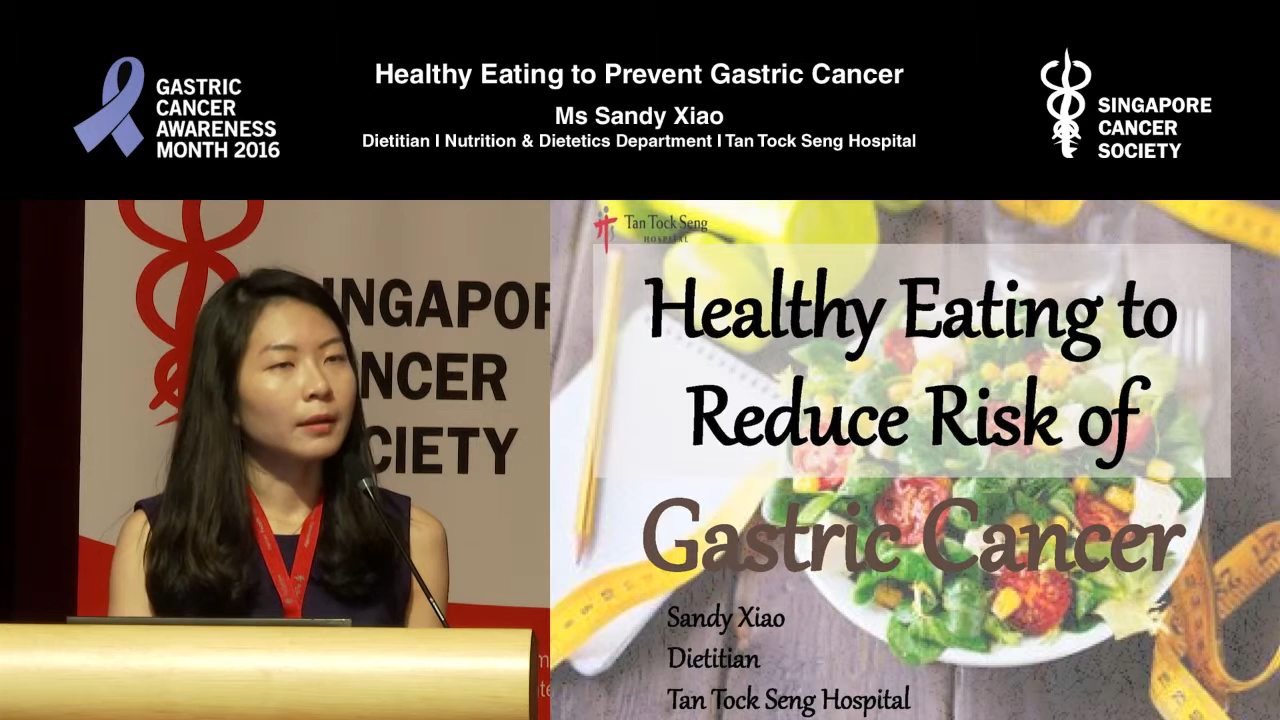 GASTRIC
CANCER
AWARENESS
MONTH 2016
Healthy Eating to Prevent Gastric Cancer
Ms Sandy Xiao
Dietitian I Nutrition & Dietetics Department I Tan Tock Seng Hospital
SINGAPORE
CANCER
SOCIETY
INGAPOR
NCER
CIETY
Tan Tock Seng
HOSPITAL
Healthy Eating to
Reduce Risk of
Gastric Cancer
Sandy Xiao
Dietitian
Tan Tock Seng Hospital